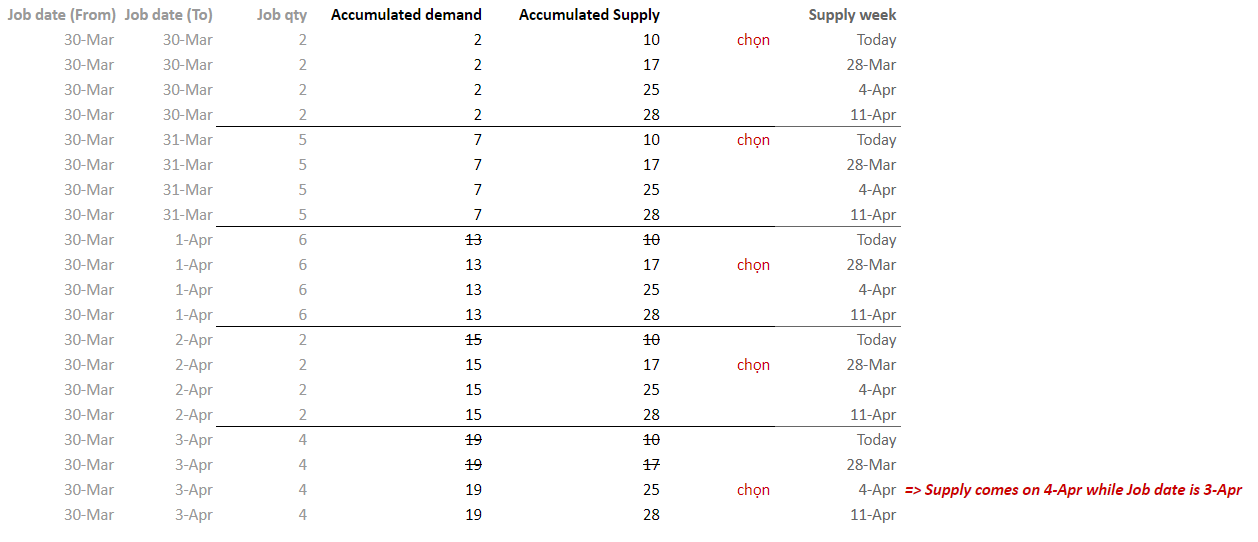 Job date (From) Job date (To) Job qty Accumulated demand Accumulated Supply Supply week
30-Mar 30-Mar 2 2 10 chọn Today
30-Mar 30-Mar 2 2 17 28-Mar
30-Mar 30-Mar 2 2 25 4-Apr
30-Mar 30-Mar 2 2 28 11-Apr
30-Mar 31-Mar 5 7 10 chọn Today
30-Mar 31-Mar 5 7 17 28-Mar
30-Mar 31-Mar 5 7 25 4-Apr
30-Mar 31-Mar 5 7 28 11-Apr
30-Mar 1-Apr 6 13 10 Today
30-Mar 1-Apr 6 13 17 chọn 28-Mar
30-Mar 1-Apr 6 13 25 4-Apr
30-Mar 1-Apr 6 13 28 11-Apr
30-Mar 2-Apr 2 15 10 Today
30-Mar 2-Apr 2 15 17 chọn 28-Mar
30-Mar 2-Apr 2 15 25 4-Apr
30-Mar 2-Apr 2 15 28 11-Apr
30-Mar 3-Apr 4 19 10 Today
30-Mar 3-Apr 4 19 17 28-Mar
30-Mar 3-Apr 4 19 25 chọn 4-Apr => Supply comes on 4-Apr while Job date is 3-Apr
30-Mar 3-Apr 4 19 28 11-Apr